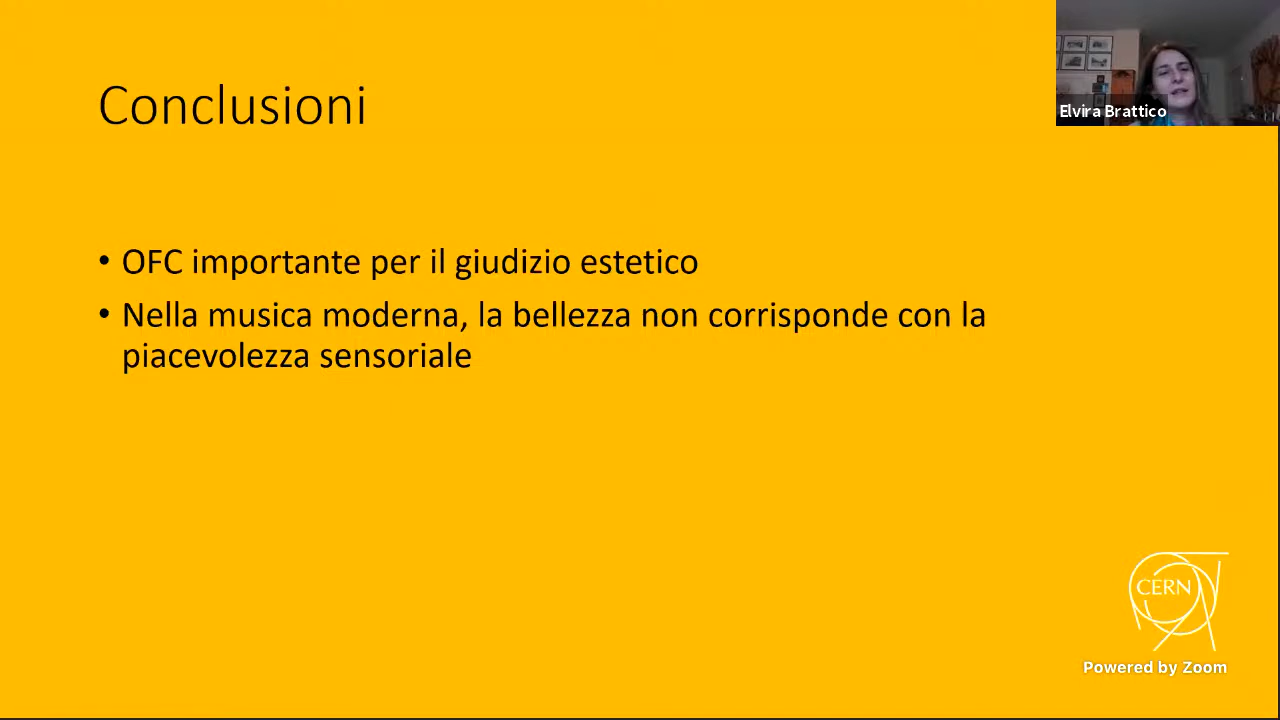 Conclusioni
Elvira Brattico
• OFC importante per il giudizio estetico
• Nella musica moderna, la bellezza non corrisponde con la
piacevolezza sensoriale
CERN
Powered by Zoom